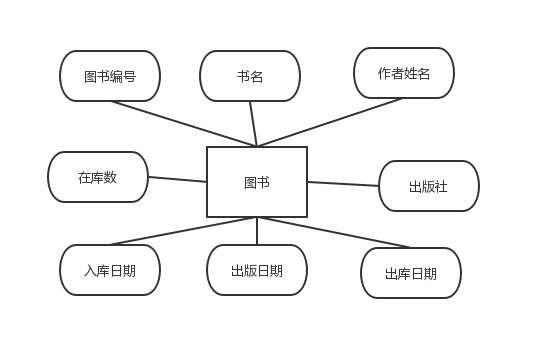 图书编号
书名
作者姓名
在库数
图书
出版社
入库日期
出版日期
出库日期